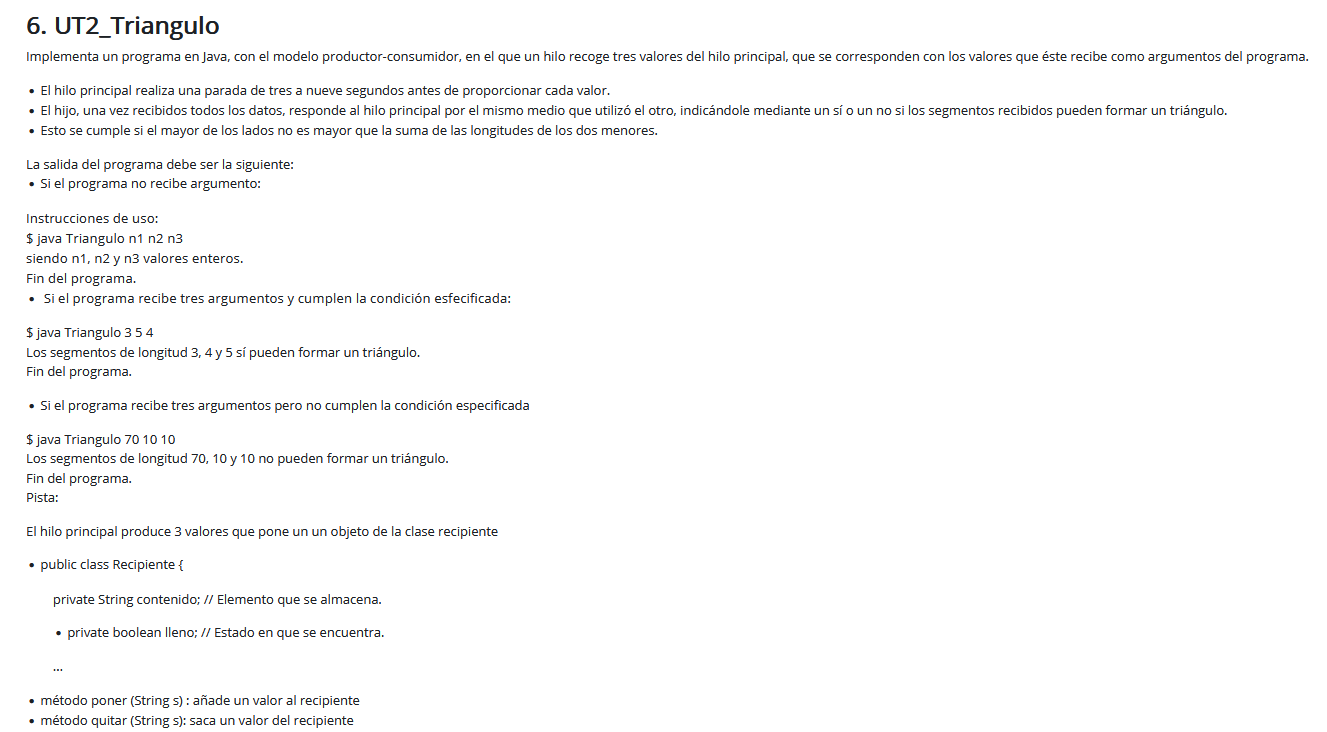 6. UT2_Triangulo
Implementa un programa en Java, con el modelo productor-consumidor, en el que un hilo recoge tres valores del hilo principal, que se corresponden con los valores que éste recibe como argumentos del programa.
• El hilo principal realiza una parada de tres a nueve segundos antes de proporcionar cada valor.
• El hijo, una vez recibidos todos los datos, responde al hilo principal por el mismo medio que utilizó el otro, indicándole mediante un sí o un no si los segmentos recibidos pueden formar un triángulo.
• Esto se cumple si el mayor de los lados no es mayor que la suma de las longitudes de los dos menores.
La salida del programa debe ser la siguiente:
• Si el programa no recibe argumento:
Instrucciones de uso:
$ java Triangulo n1 n2 n3
siendo n1, n2 y n3 valores enteros.
Fin del programa.
• Si el programa recibe tres argumentos y cumplen la condición esfecificada:
$ java Triangulo 3 5 4
Los segmentos de longitud 3, 4 y 5 sí pueden formar un triángulo.
Fin del programa.
• Si el programa recibe tres argumentos pero no cumplen la condición especificada
$ java Triangulo 70 10 10
Los segmentos de longitud 70, 10 y 10 no pueden formar un triángulo.
Fin del programa.
Pista:
El hilo principal produce 3 valores que pone un un objeto de la clase recipiente
• public class Recipiente {
private String contenido; // Elemento que se almacena.
• private boolean lleno; // Estado en que se encuentra.
...
• método poner (String s) : añade un valor al recipiente
• método quitar (String s): saca un valor del recipiente